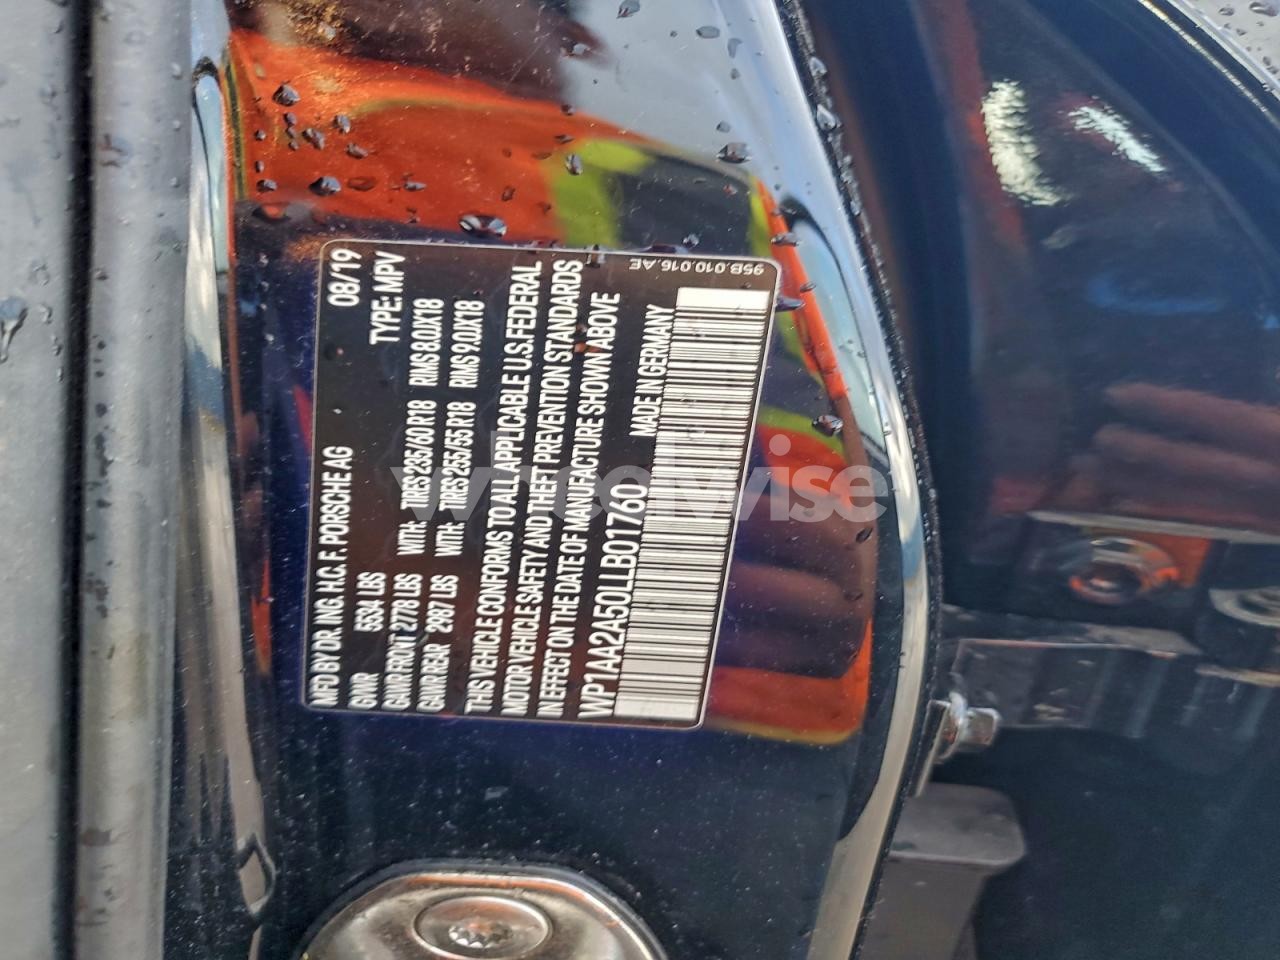 MFD BY DR. ING. H.C. F. PORSCHE AG 08/19
GVWR 5534 LBS TYPE: MPV
GAWR FRONT 2778 LBS WITH: TIRES 235/60 R18 RIMS 8.0JX18
GAWR REAR 2987 LBS WITH: TIRES 255/55 R18 RIMS 9.0JX18
THIS VEHICLE CONFORMS TO ALL APPLICABLE U.S. FEDERAL
MOTOR VEHICLE SAFETY AND THEFT PREVENTION STANDARDS
IN EFFECT ON THE DATE OF MANUFACTURE SHOWN ABOVE
WP1AA2A50LLB01760 MADE IN GERMANY
95B.010.016.AE
wheelwise